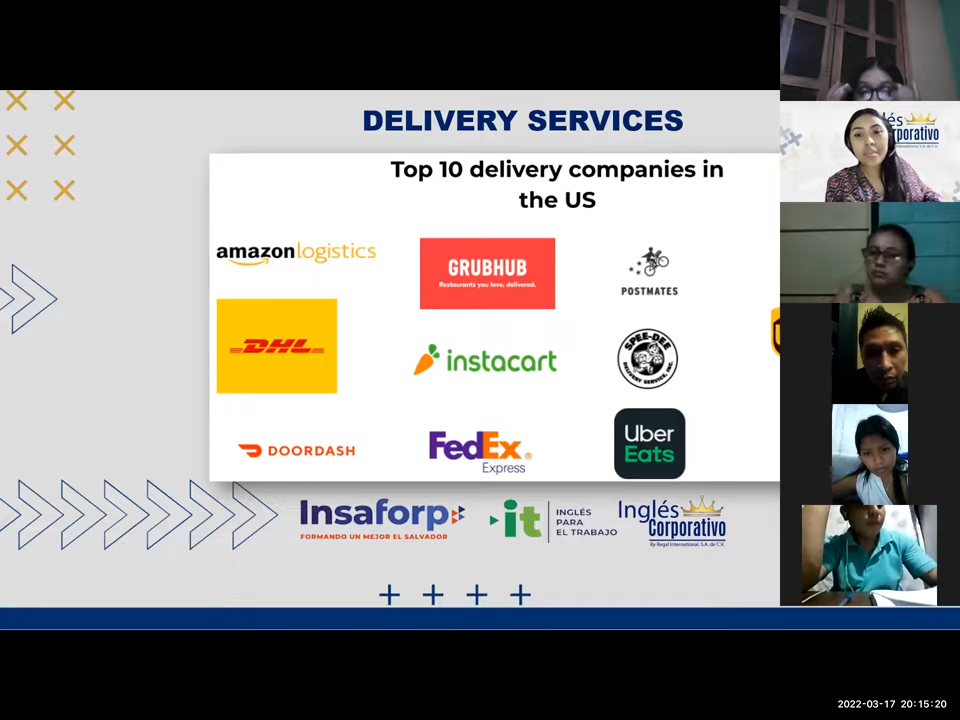 DELIVERY SERVICES
Top 10 delivery companies in
the US
amazonlogistics
GRUBHUB
Restaurants you love, delivered.
POSTMATES
DHL
instacart
SPEE-DEE
DELIVERY SERVICE, INC.
DOORDASH
FedEx
Express
Uber
Eats
Insaforp
FORMANDO UN MEJOR EL SALVADOR
it
INGLÉS
PARA
EL TRABAJO
Inglés
Corporativo
By Regal International, S.A. de C.V.
2022-03-17 20:15:20